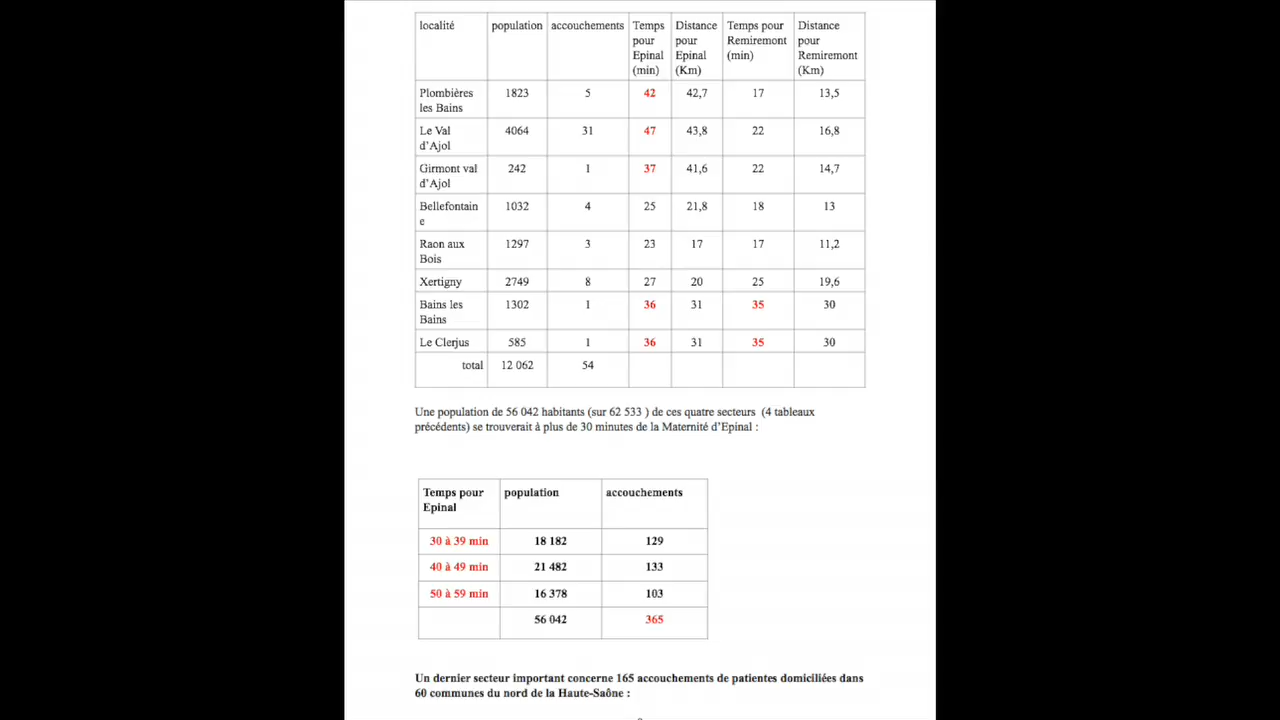 localité population accouchements Temps pour Epinal (min) Distance pour Epinal (Km) Temps pour Remiremont (min) Distance pour Remiremont (Km)
Plombières les Bains 1823 5 42 42,7 17 13,5
Le Val d'Ajol 4064 31 47 43,8 22 16,8
Girmont val d'Ajol 242 1 37 41,6 22 14,7
Bellefontaine 1032 4 25 21,8 18 13
Raon aux Bois 1297 3 23 17 17 11,2
Xertigny 2749 8 27 20 25 19,6
Bains les Bains 1302 1 36 31 35 30
Le Clerjus 585 1 36 31 35 30
total 12 062 54
Une population de 56 042 habitants (sur 62 533 ) de ces quatre secteurs (4 tableaux
précédents) se trouverait à plus de 30 minutes de la Maternité d'Epinal :
Temps pour Epinal population accouchements
30 à 39 min 18 182 129
40 à 49 min 21 482 133
50 à 59 min 16 378 103
56 042 365
Un dernier secteur important concerne 165 accouchements de patientes domiciliées dans
60 communes du nord de la Haute-Saône :